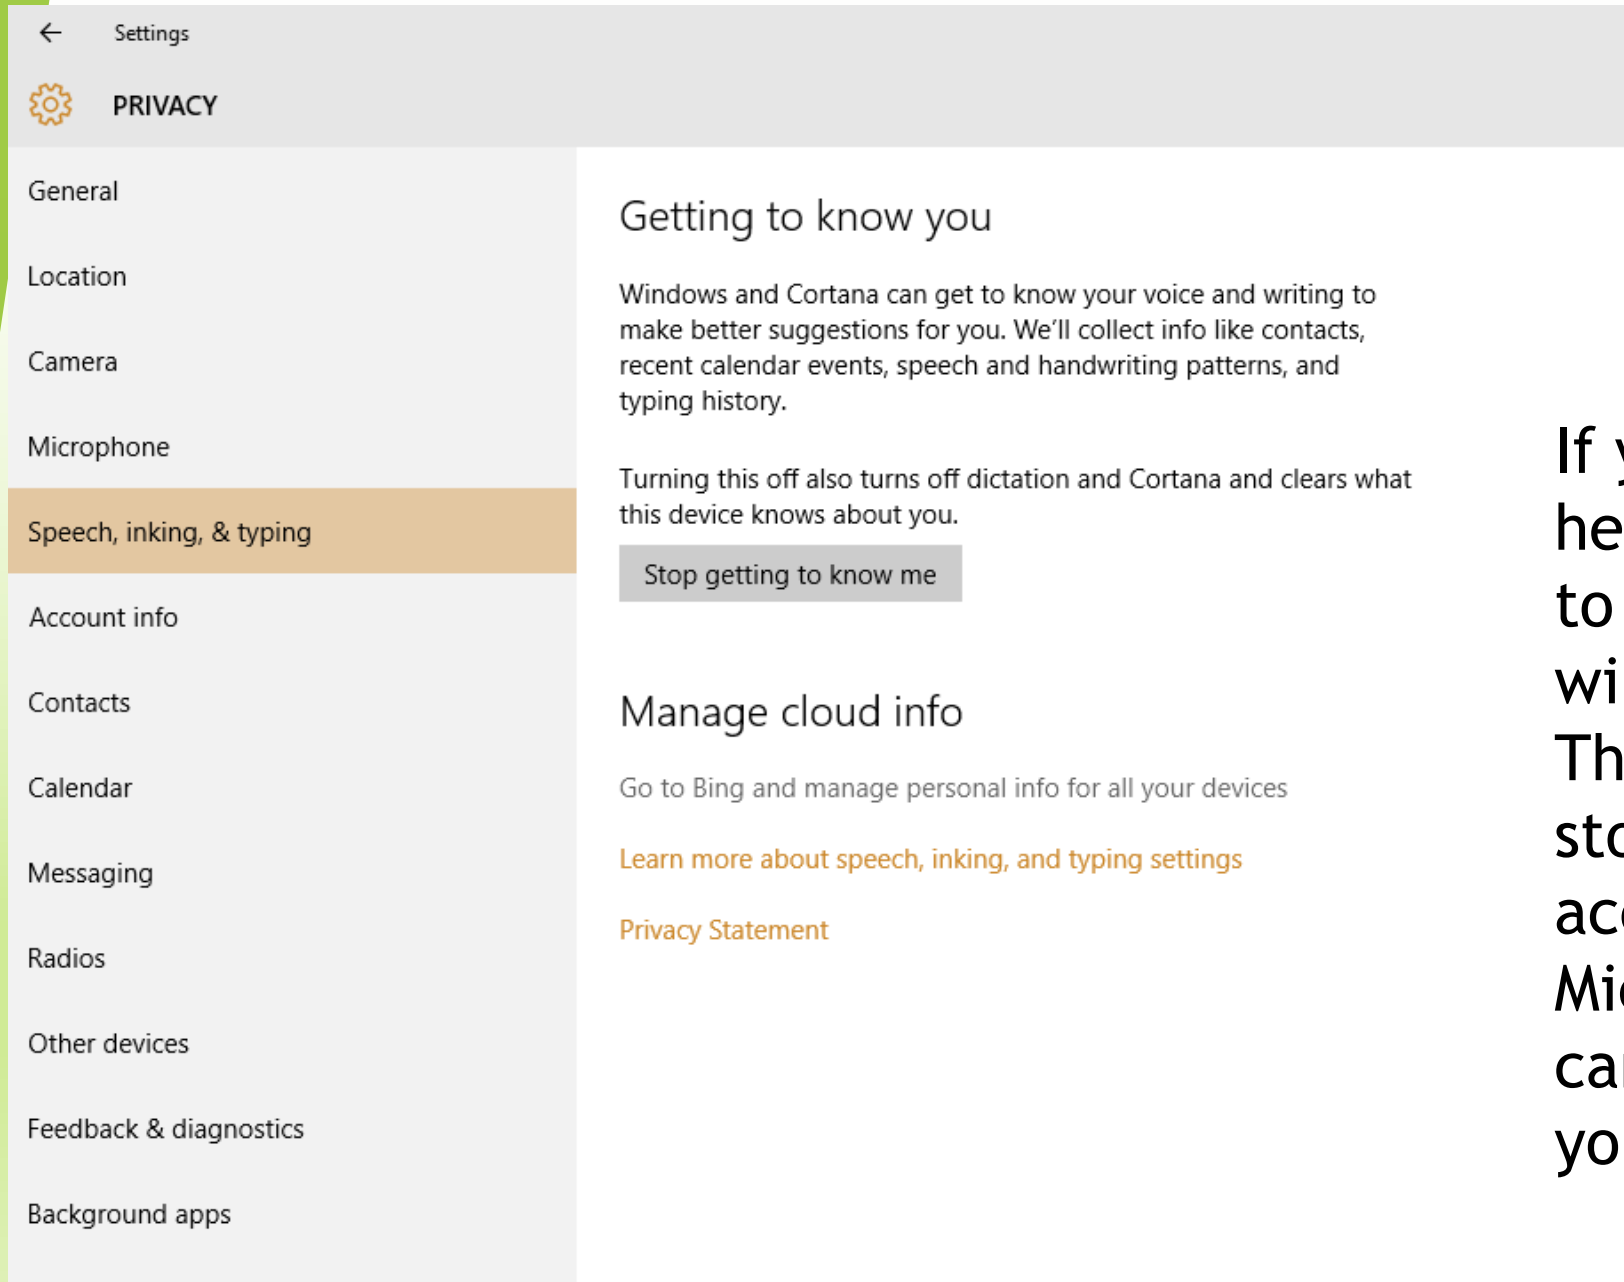 Settings
PRIVACY
General
Location
Camera
Microphone
Speech, inking, & typing
Account info
Contacts
Calendar
Messaging
Radios
Other devices
Feedback & diagnostics
Background apps
Getting to know you
Windows and Cortana can get to know your voice and writing to
make better suggestions for you. We'll collect info like contacts,
recent calendar events, speech and handwriting patterns, and
typing history.
Turning this off also turns off dictation and Cortana and clears what
this device knows about you.
Stop getting to know me
Manage cloud info
Go to Bing and manage personal info for all your devices
Learn more about speech, inking, and typing settings
Privacy Statement
If
to